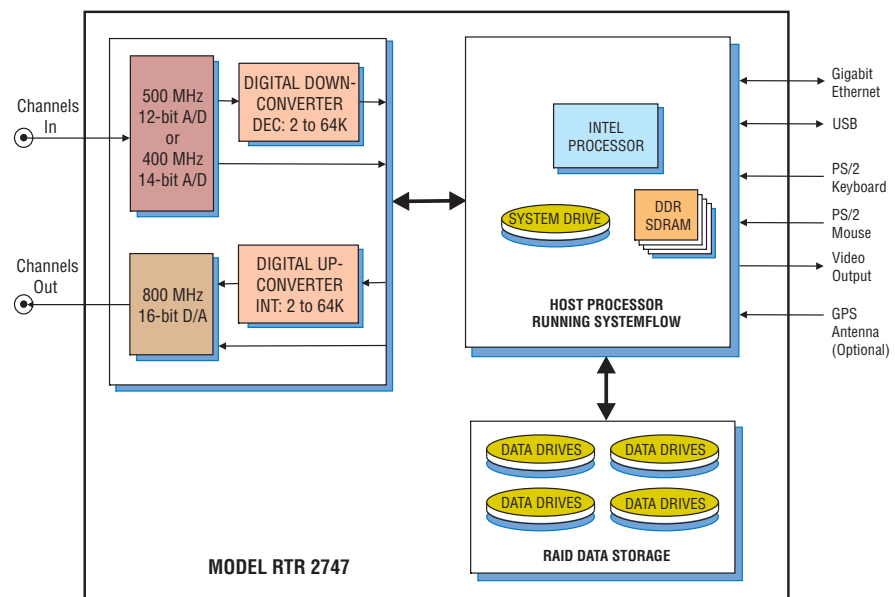 Channels
In
500 MHz
12-bit A/D
or
400 MHz
14-bit A/D
DIGITAL DOWN-
CONVERTER
DEC: 2 to 64K
Channels
Out
800 MHz
16-bit D/A
DIGITAL UP-
CONVERTER
INT: 2 to 64K
INTEL
PROCESSOR
SYSTEM DRIVE
DDR
SDRAM
HOST PROCESSOR
RUNNING SYSTEMFLOW
Gigabit
Ethernet
USB
PS/2
Keyboard
PS/2
Mouse
Video
Output
GPS
Antenna
(Optional)
DATA DRIVES
DATA DRIVES
DATA DRIVES
DATA DRIVES
RAID DATA STORAGE
MODEL RTR 2747